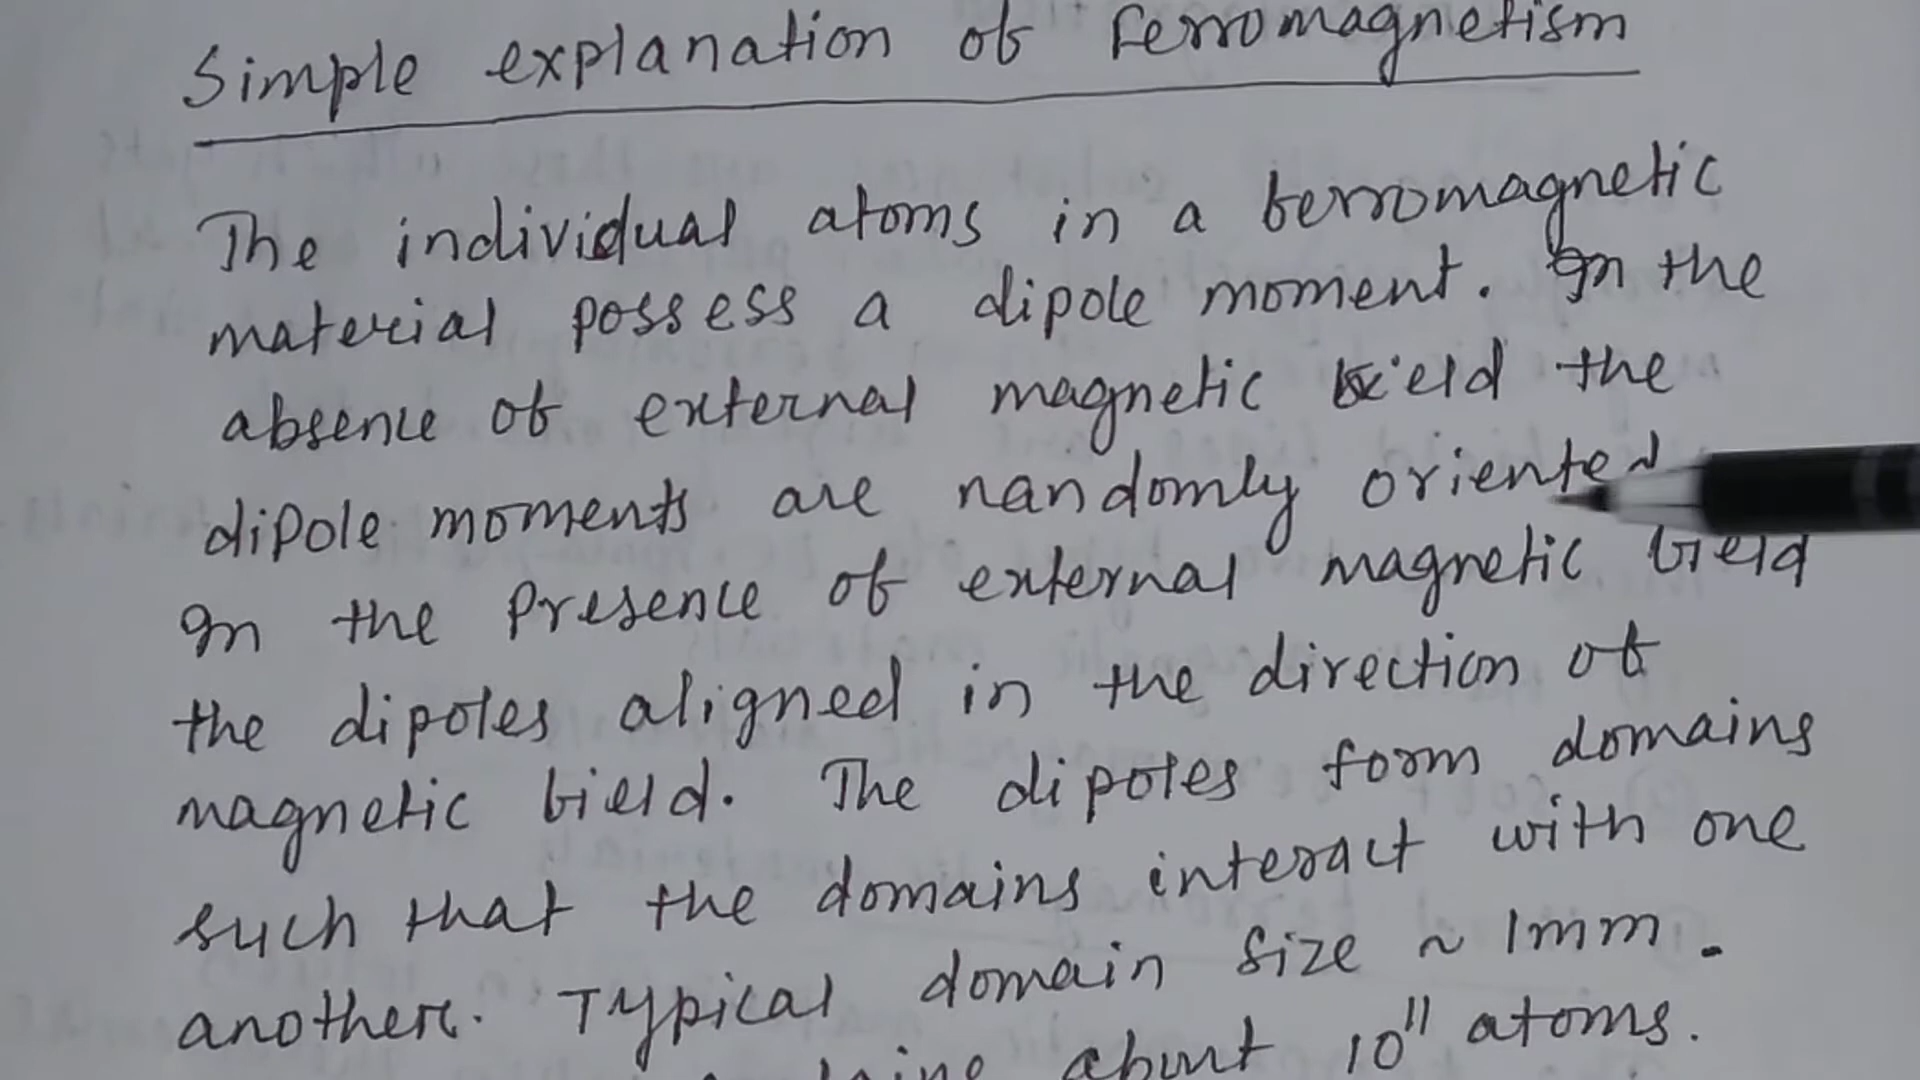 Simple explanation of Ferromagnetism
The individual atoms in a ferromagnetic
material possess a dipole moment. In the
absence of external magnetic field the
dipole moments are randomly oriented
In the presence of external magnetic field
the dipoles aligned in the direction of
magnetic field. The dipoles form domains
such that the domains interact with one
another. Typical domain size ~ 1mm.
about 10¹¹ atoms.